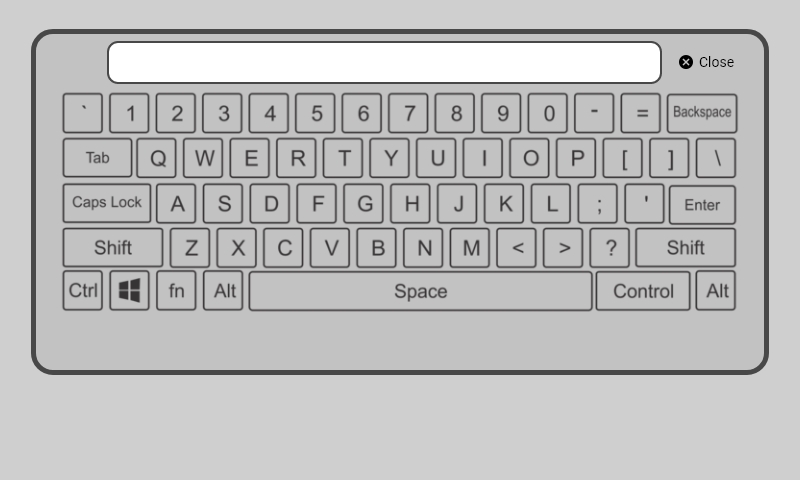 Close
` 1 2 3 4 5 6 7 8 9 0 - = Backspace
Tab Q W E R T Y U I O P [ ] \
Caps Lock A S D F G H J K L ; ' Enter
Shift Z X C V B N M < > ? Shift
Ctrl fn Alt Space Control Alt